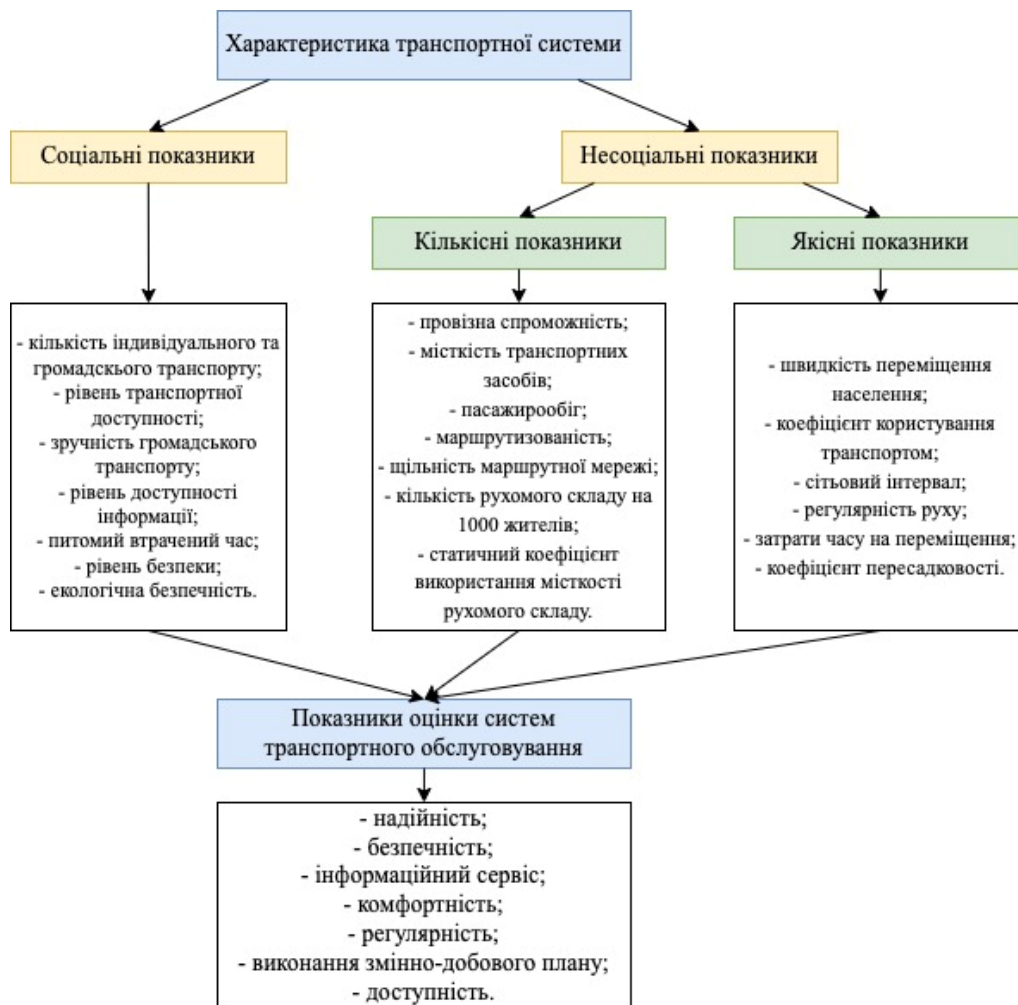 Характеристика транспортної системи
Соціальні показники
Несоціальні показники
Кількісні показники
Якісні показники
- кількість індивідуального та
громадскього транспорту;
- рівень транспортної
доступності;
- зручність громадського
транспорту;
- рівень доступності
інформації;
- питомий втрачений час;
- рівень безпеки;
- екологічна безпечність.
- провізна спроможність;
- місткість транспортних
засобів;
- пасажирообіг;
- маршрутизованість;
- щільність маршрутної мережі;
- кількість рухомого складу на
1000 жителів;
- статичний коефіцієнт
використання місткості
рухомого складу.
- швидкість переміщення
населення;
- коефіцієнт користування
транспортом;
- сітьовий інтервал;
- регулярність руху;
- затрати часу на переміщення;
- коефіцієнт пересадковості.
Показники оцінки систем
транспортного обслуговування
- надійність;
- безпечність;
- інформаційний сервіс;
- комфортність;
- регулярність;
- виконання змінно-добового плану;
- доступність.